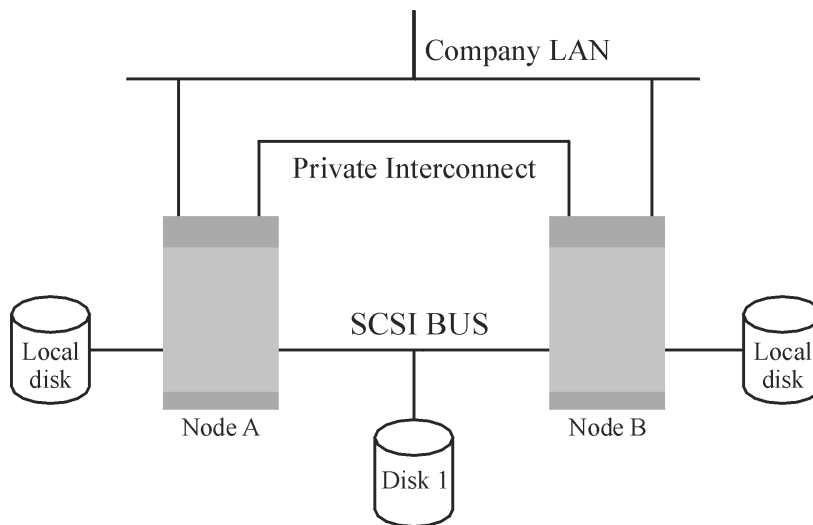 Company LAN
Private Interconnect
SCSI BUS
Local
disk
Local
disk
Node A
Node B
Disk 1